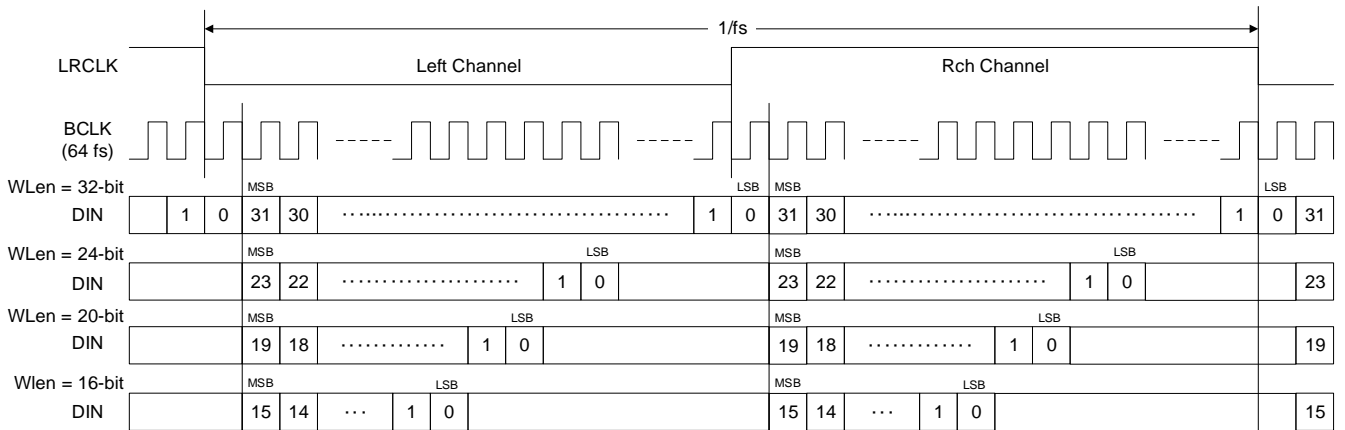 1/fs
LRCLK Left Channel Rch Channel
BCLK
(64 fs)
WLen = 32-bit MSB LSB MSB LSB
DIN 1 0 31 30 ........................................ 1 0 31 30 ........................................ 1 0 31
WLen = 24-bit MSB LSB MSB LSB
DIN 23 22 ...................... 1 0 23 22 ...................... 1 0 23
WLen = 20-bit MSB LSB MSB LSB
DIN 19 18 ............. 1 0 19 18 ............. 1 0 19
Wlen = 16-bit MSB LSB MSB LSB
DIN 15 14 ... 1 0 15 14 ... 1 0 15